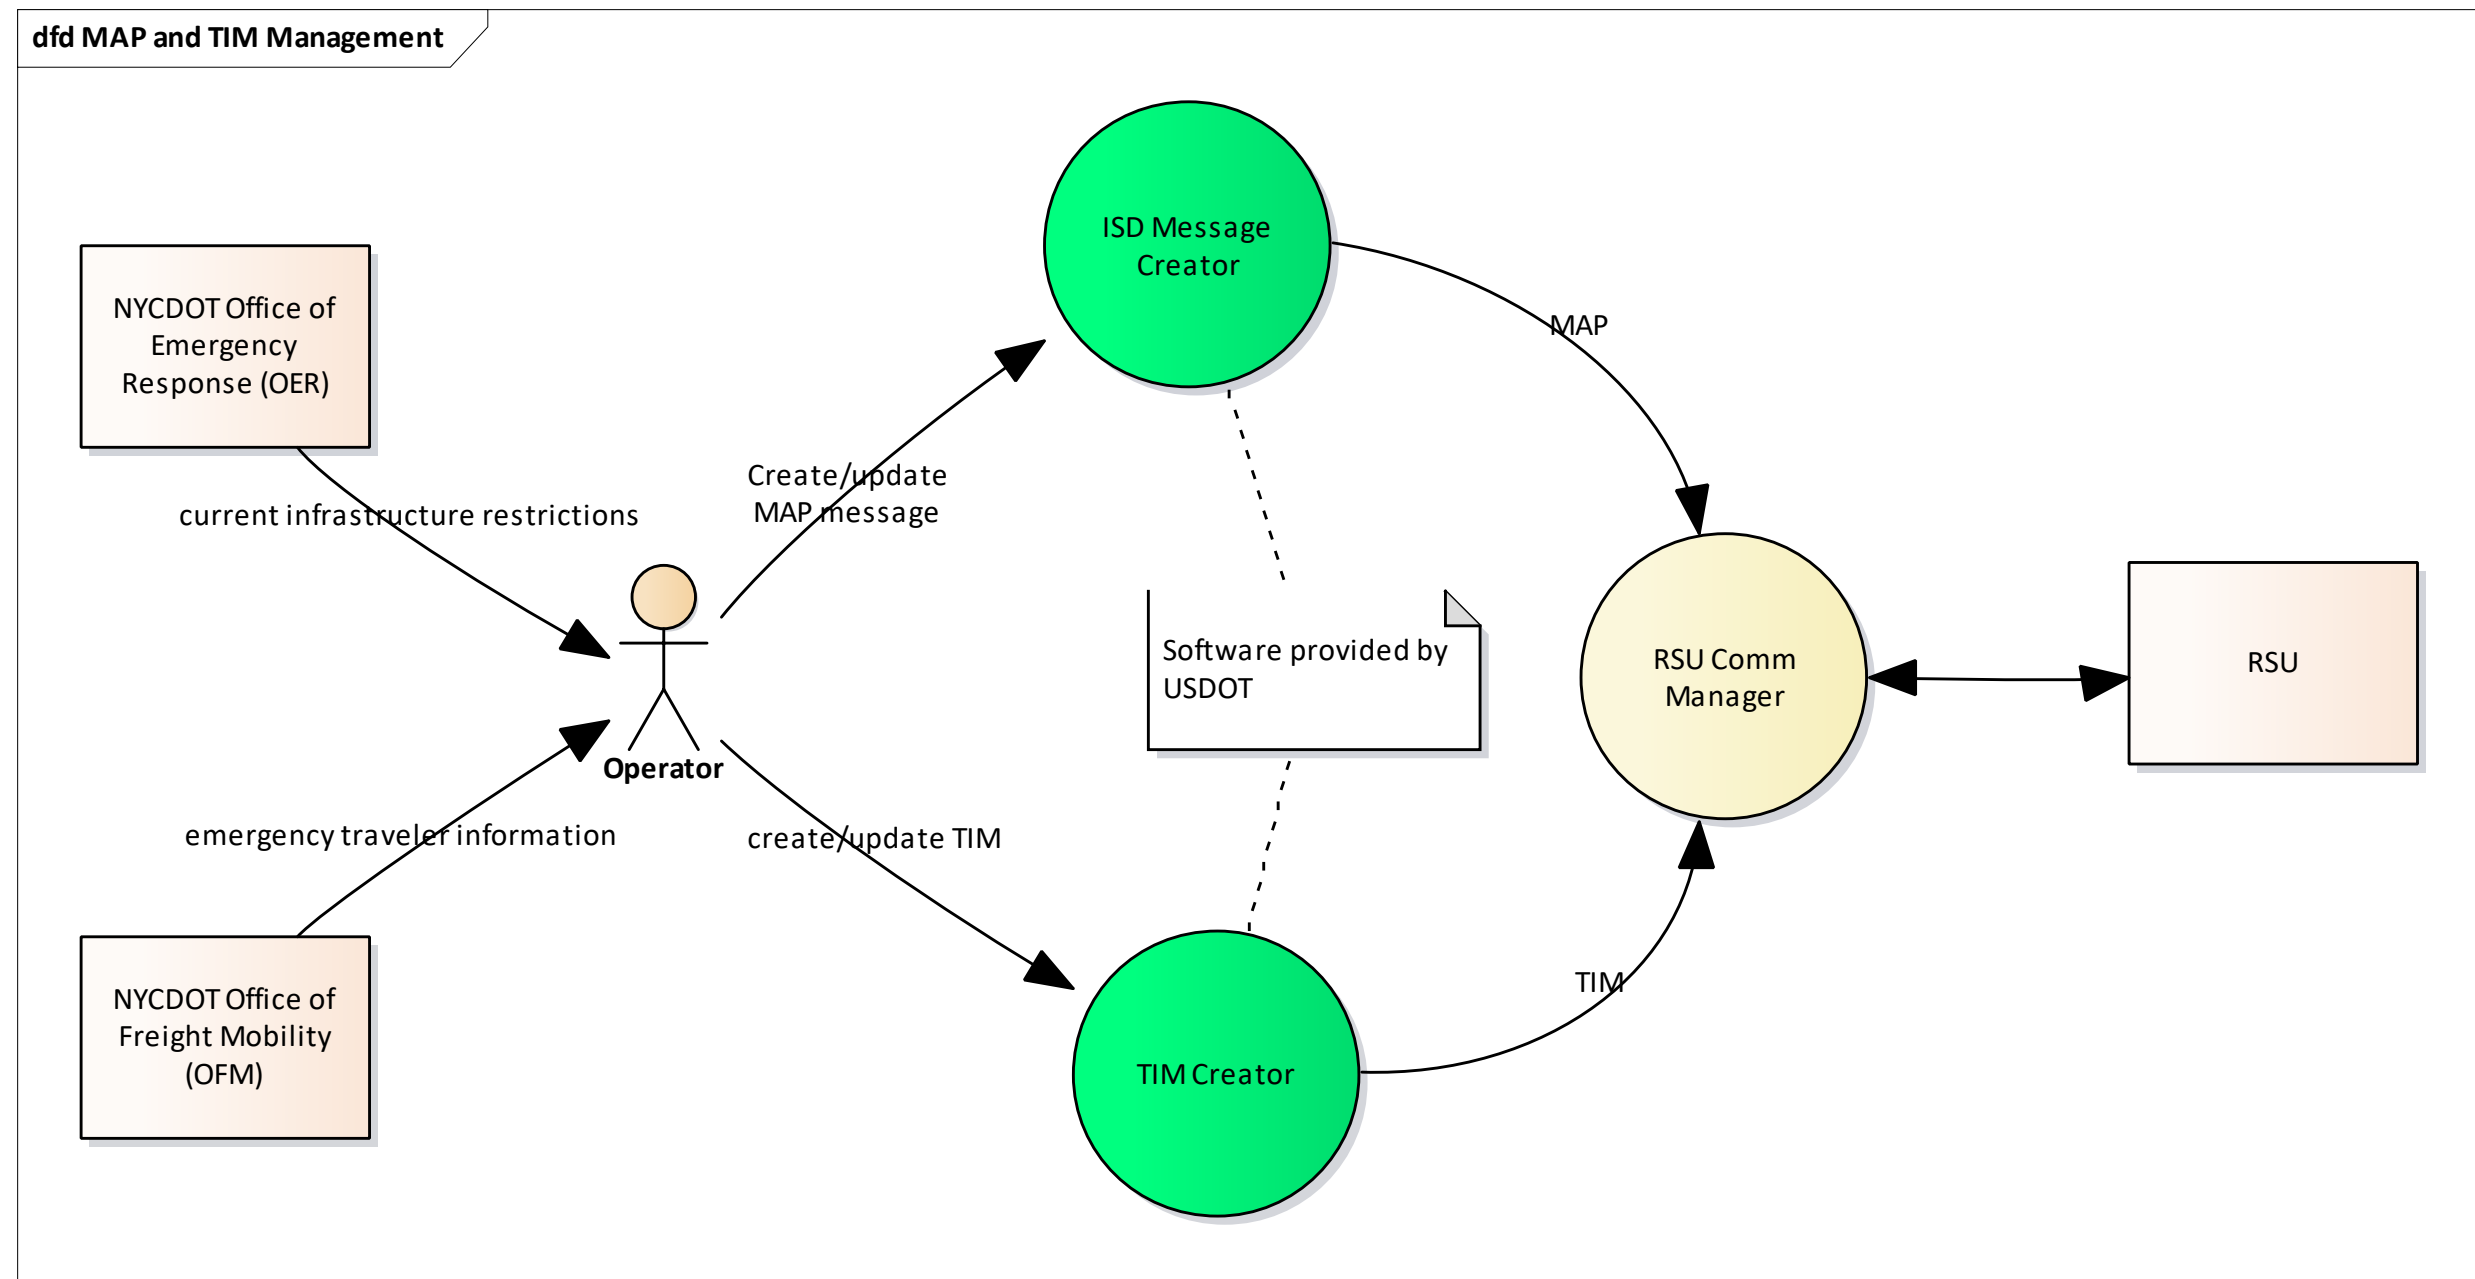 dfd MAP and TIM Management
ISD Message
Creator
NYCDOT Office of
Emergency
Response (OER)
MAP
Create/update
MAP message
current infrastructure restrictions
Software provided by
USDOT
RSU Comm
Manager
RSU
Operator
emergency traveler information
create/update TIM
TIM
NYCDOT Office of
Freight Mobility
(OFM)
TIM Creator